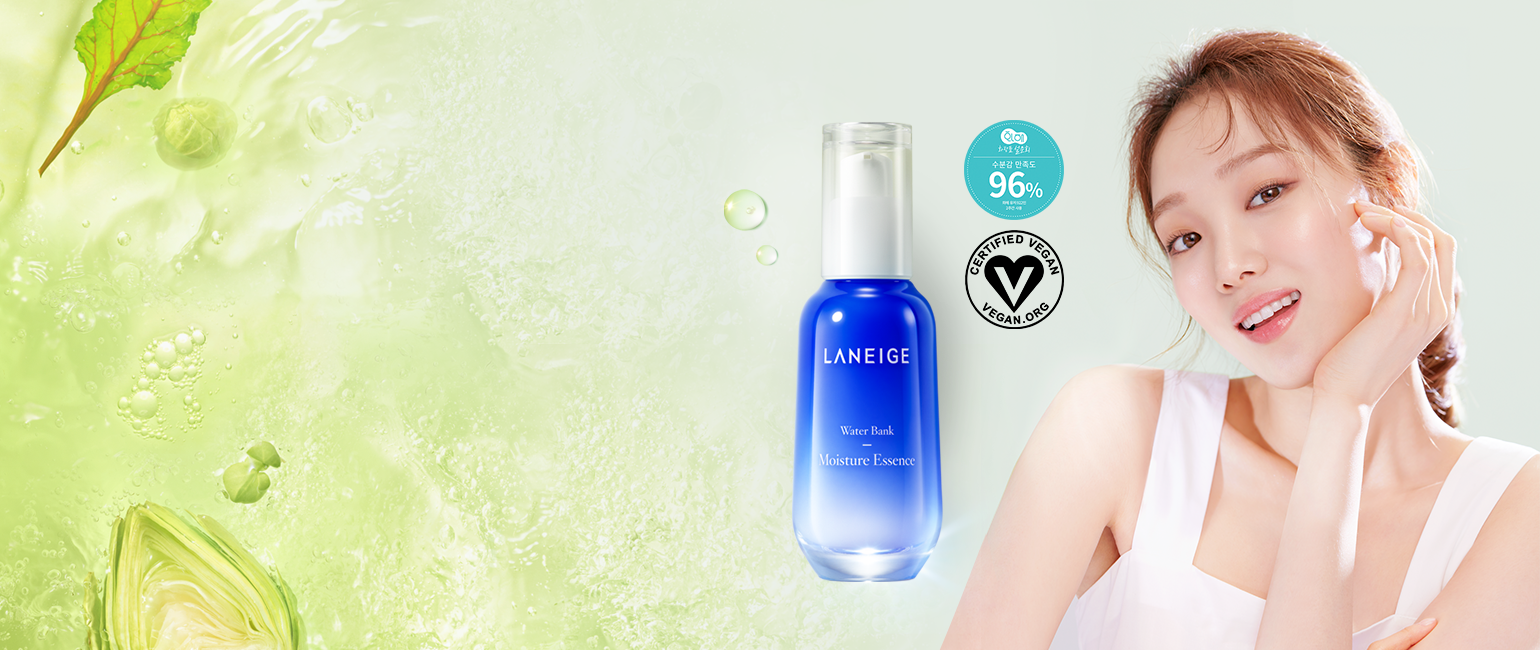 LANEIGE
Water Bank
Moisture Essence
수분감 만족도
96%
CERTIFIED VEGAN
V
VEGAN.ORG